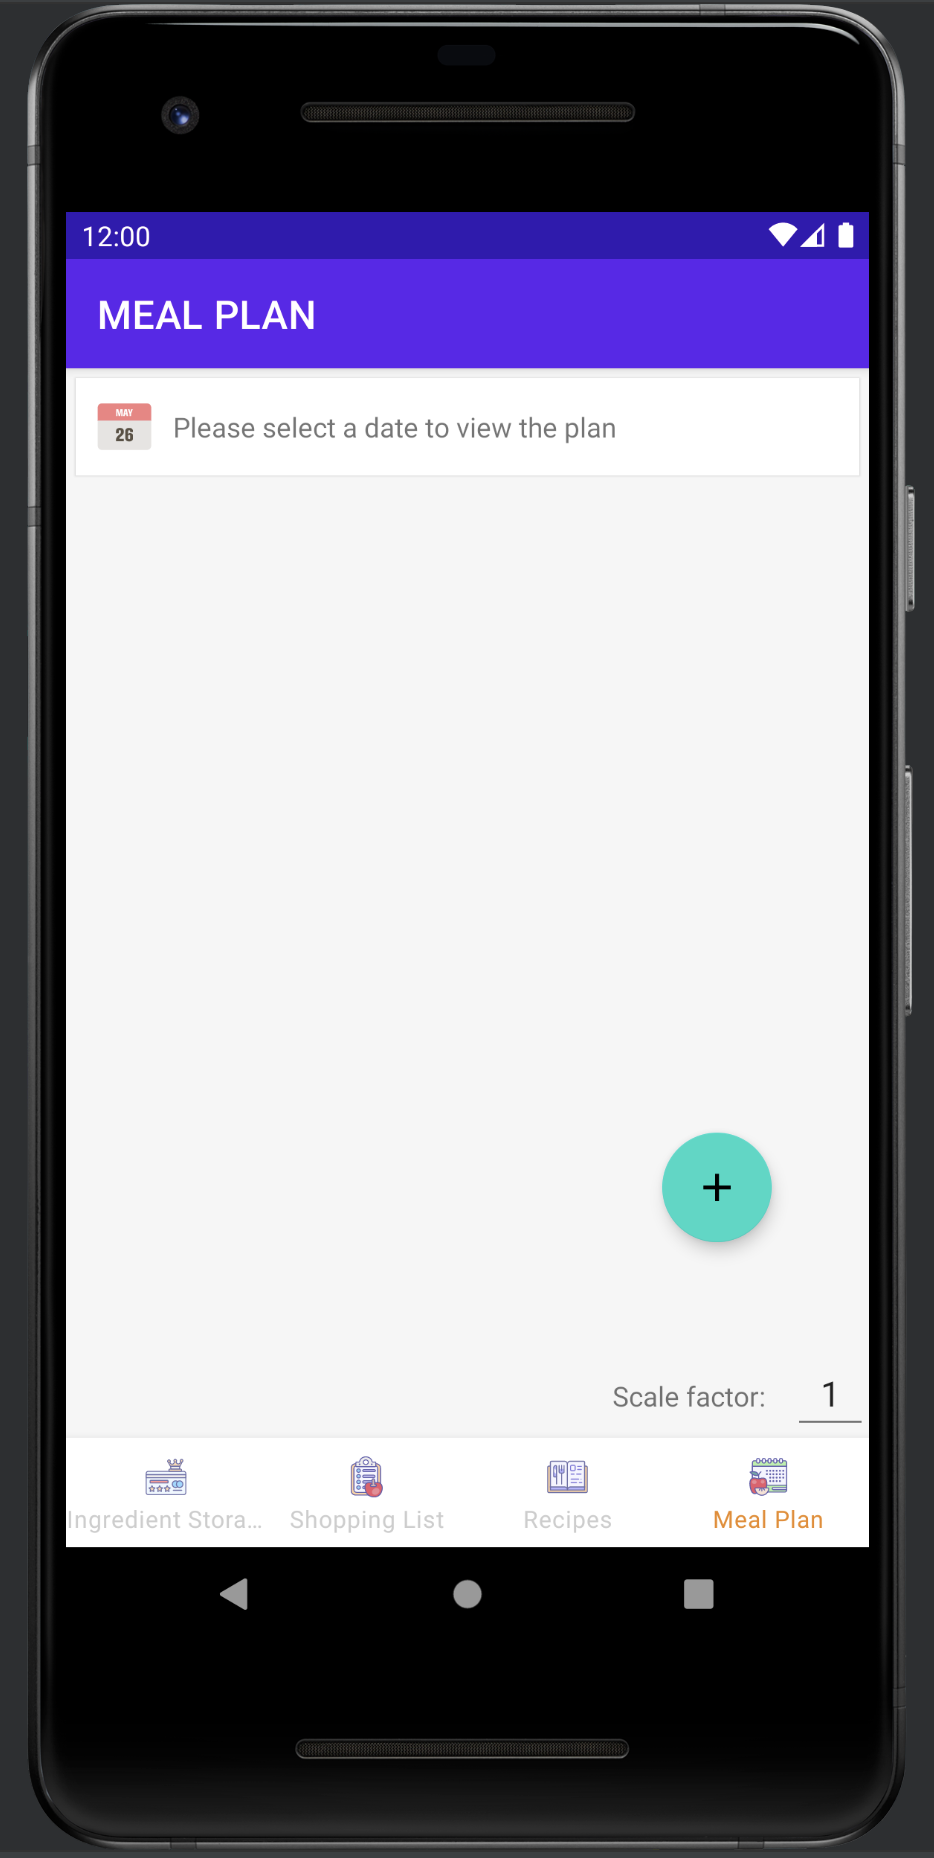 12:00
MEAL PLAN
MAY
26
Please select a date to view the plan
+
Scale factor: 1
Ingredient Stora... Shopping List Recipes Meal Plan